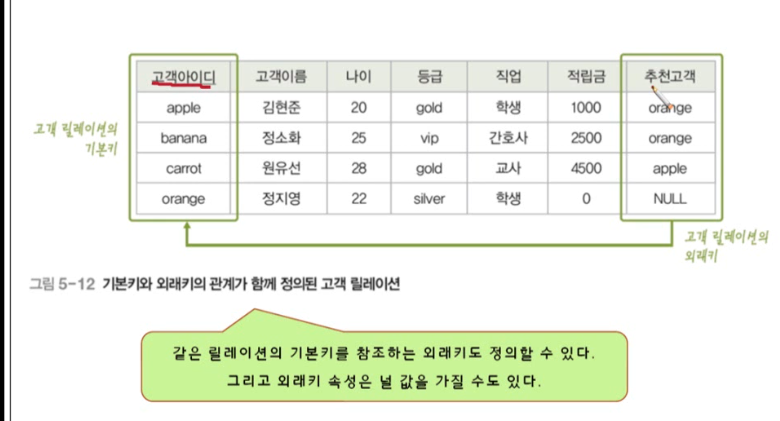 고객아이디 고객이름 나이 등급 직업 적립금 추천고객
apple 김현준 20 gold 학생 1000 orange
banana 정소화 25 vip 간호사 2500 orange
carrot 원유선 28 gold 교사 4500 apple
orange 정지영 22 silver 학생 0 NULL
고객 릴레이션의
기본키
고객 릴레이션의
외래키
그림 5-12 기본키와 외래키의 관계가 함께 정의된 고객 릴레이션
같은 릴레이션의 기본키를 참조하는 외래키도 정의할 수 있다.
그리고 외래키 속성은 널 값을 가질 수도 있다.